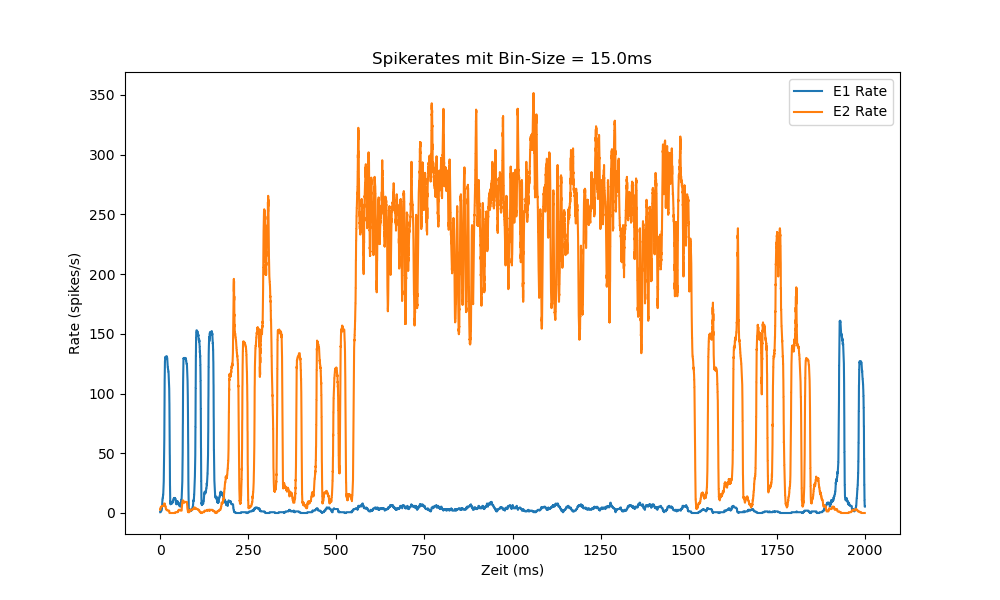 Spikerates mit Bin-Size = 15.0ms
E1 Rate
E2 Rate
Rate (spikes/s)
350
300
250
200
150
100
50
0
0 250 500 750 1000 1250 1500 1750 2000
Zeit (ms)